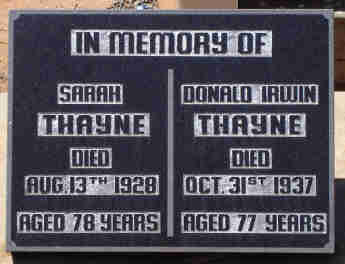 IN MEMORY OF
SARAH
THAYNE
DIED
AUG. 13TH 1928
AGED 78 YEARS
DONALD IRWIN
THAYNE
DIED
OCT. 31ST 1937
AGED 77 YEARS